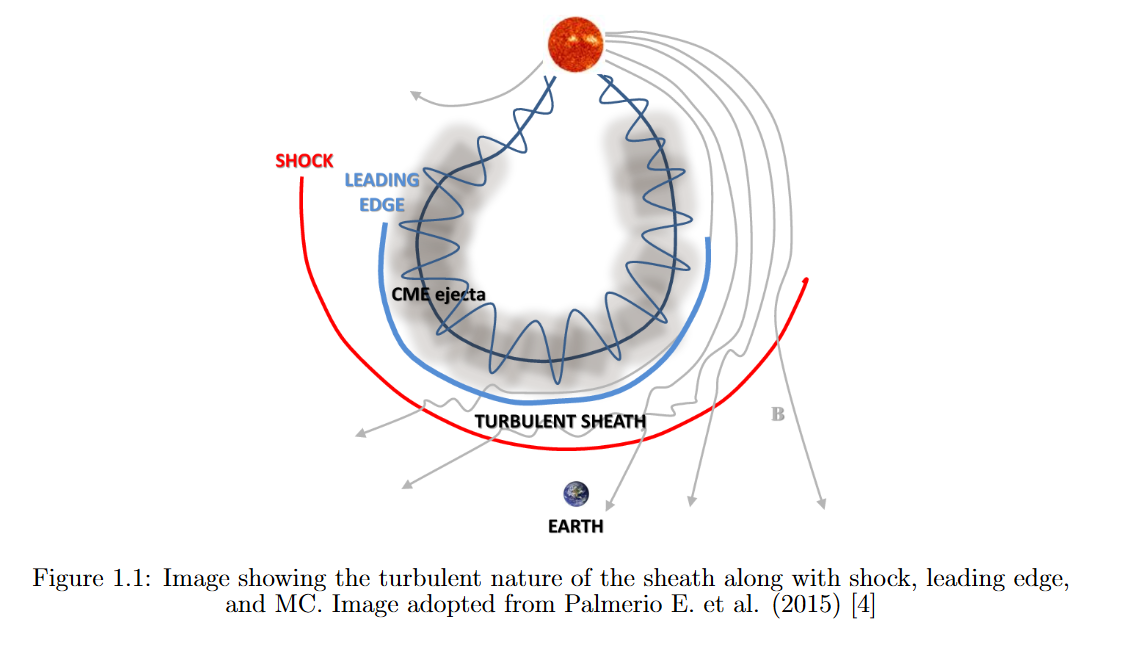 SHOCK
LEADING
EDGE
CME ejecta
TURBULENT SHEATH
B
EARTH
Figure 1.1: Image showing the turbulent nature of the sheath along with shock, leading edge,
and MC. Image adopted from Palmerio E. et al. (2015) [4]